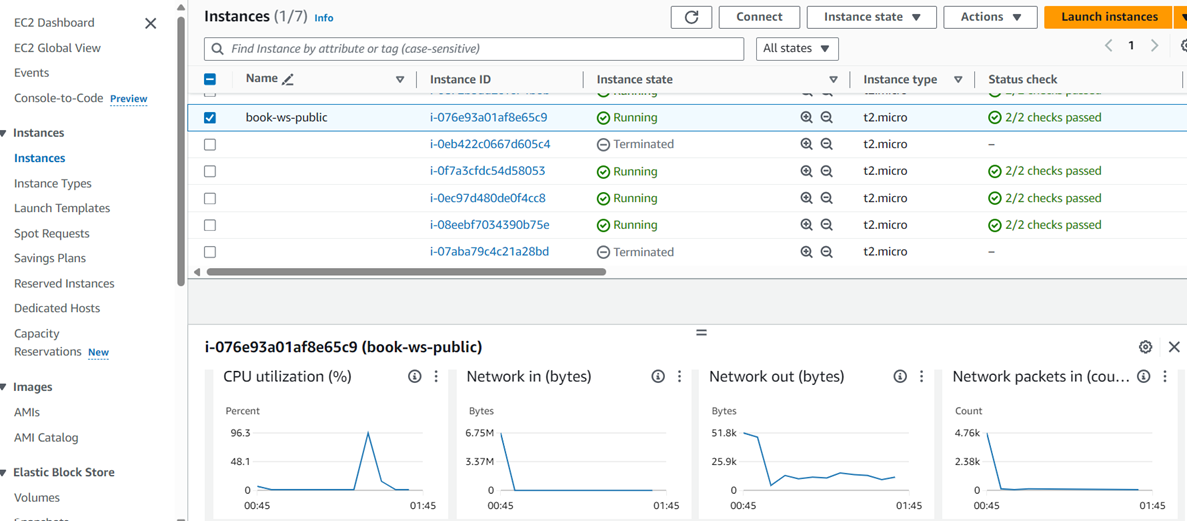 EC2 Dashboard
EC2 Global View
Events
Console-to-Code Preview
Instances
Instances
Instance Types
Launch Templates
Spot Requests
Savings Plans
Reserved Instances
Dedicated Hosts
Capacity
Reservations New
Images
AMIs
AMI Catalog
Elastic Block Store
Volumes
Instances (1/7) Info
Connect
Instance state
Actions
Launch instances
Find Instance by attribute or tag (case-sensitive)
All states
1
Name Instance ID Instance state Instance type Status check
Running t2.micro 2/2 checks passed
book-ws-public i-076e93a01af8e65c9 Running t2.micro 2/2 checks passed
i-0eb422c0667d605c4 Terminated t2.micro –
i-0f7a3cfdc54d58053 Running t2.micro 2/2 checks passed
i-0ec97d480de0f4cc8 Running t2.micro 2/2 checks passed
i-08eebf7034390b75e Running t2.micro 2/2 checks passed
i-07aba79c4c21a28bd Terminated t2.micro –
i-076e93a01af8e65c9 (book-ws-public)
CPU utilization (%)
Percent
96.3
48.1
0
00:45 01:45
Network in (bytes)
Bytes
6.75M
3.37M
0
00:45 01:45
Network out (bytes)
Bytes
51.8k
25.9k
0
00:45 01:45
Network packets in (cou...
Count
4.76k
2.38k
0
00:45 01:45